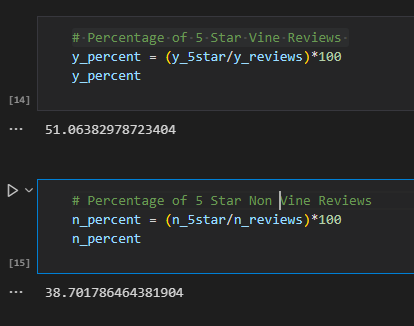 # Percentage of 5 Star Vine Reviews
y_percent = (y_5star/y_reviews)*100
y_percent
[14]
... 51.06382978723404
# Percentage of 5 Star Non Vine Reviews
n_percent = (n_5star/n_reviews)*100
n_percent
[15]
... 38.701786464381904